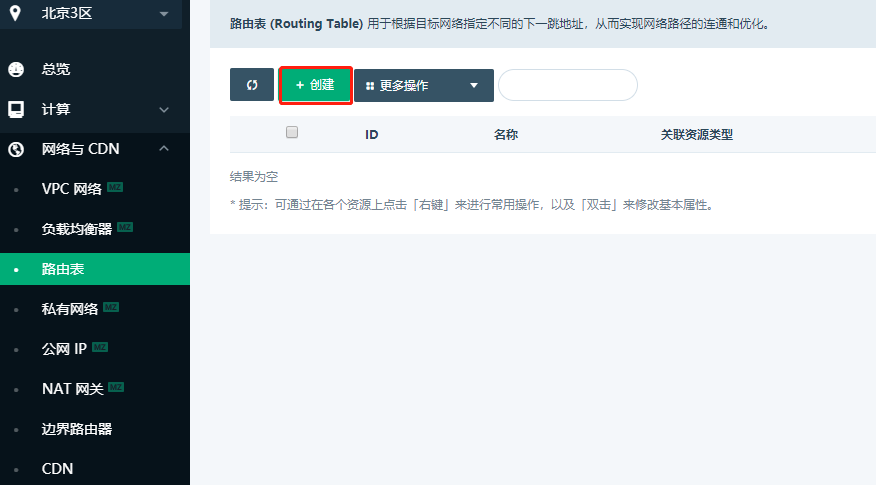 北京3区
总览
计算
网络与 CDN
VPC 网络 MZ
负载均衡器 MZ
路由表
私有网络 MZ
公网 IP MZ
NAT 网关 MZ
边界路由器
CDN
路由表 (Routing Table) 用于根据目标网络指定不同的下一跳地址，从而实现网络路径的连通和优化。
+ 创建
更多操作
ID 名称 关联资源类型
结果为空
* 提示：可通过在各个资源上点击「右键」来进行常用操作，以及「双击」来修改基本属性。